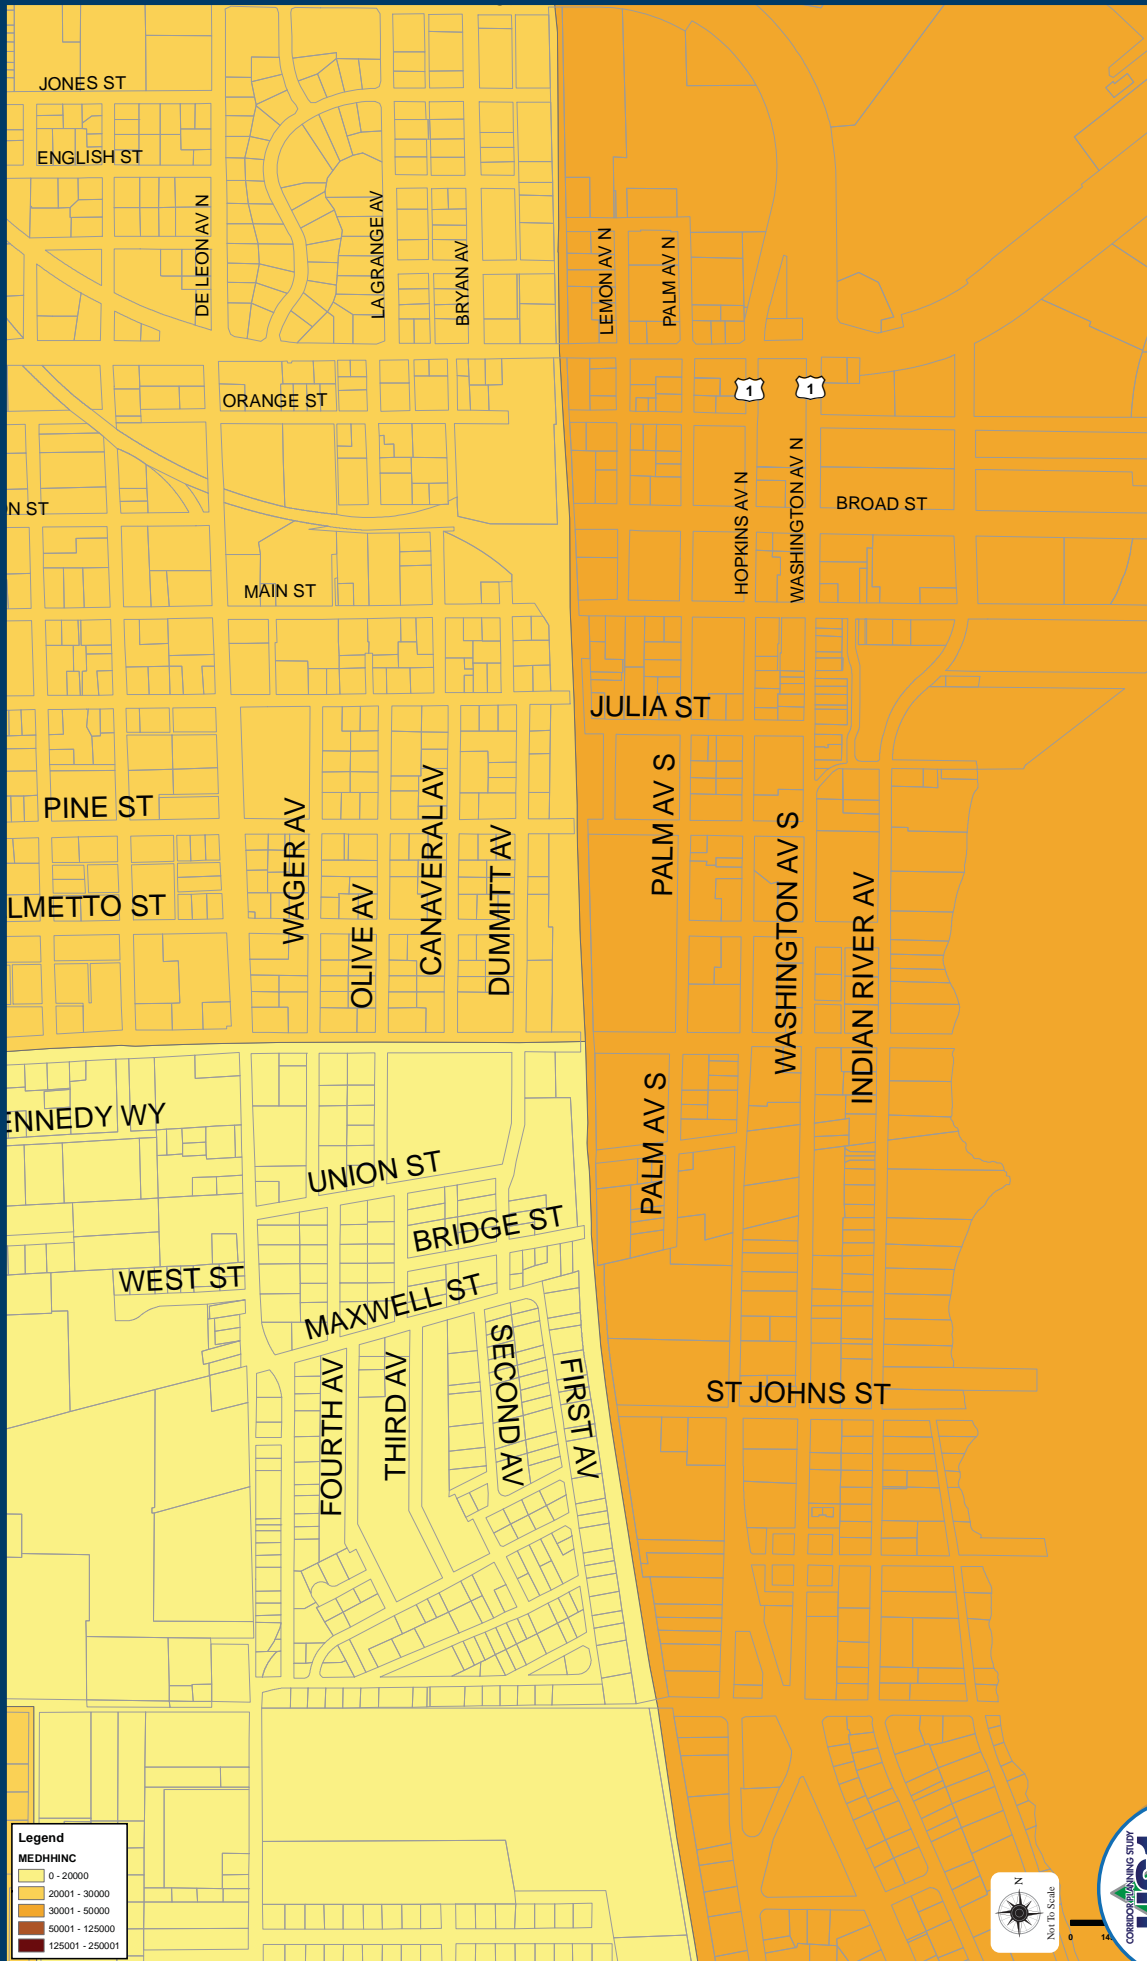 JONES ST
ENGLISH ST
DE LEON AV N
LAGRANGE AV
BRYAN AV
LEMON AV N
PALM AV N
ORANGE ST
1
1
HOPKINS AV N
WASHINGTON AV N
N ST
BROAD ST
MAIN ST
JULIA ST
PALM AV S
PINE ST
WAGER AV
OLIVE AV
CANAVERAL AV
DUMMITT AV
WASHINGTON AV S
INDIAN RIVER AV
LMETTO ST
PALM AV S
ENNEDY WY
UNION ST
BRIDGE ST
WEST ST
MAXWELL ST
FOURTH AV
THIRD AV
SECOND AV
FIRST AV
ST JOHNS ST
Legend
MEDHHINC
0 - 20000
20001 - 30000
30001 - 50000
50001 - 125000
125001 - 250001
N
Not To Scale
0
CORRIDOR PLANNING STUDY